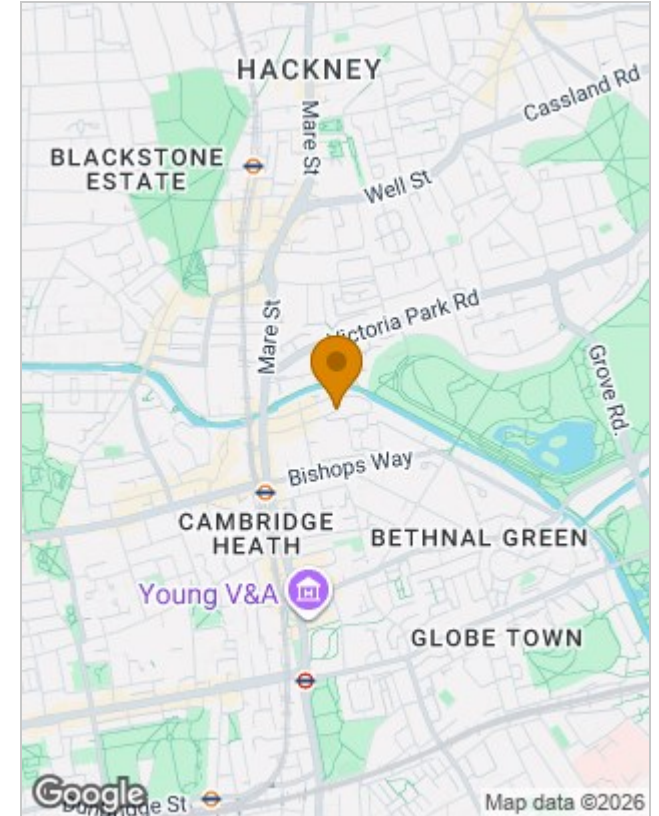 HACKNEY
Cassland Rd
Mare St
BLACKSTONE
ESTATE
Well St
Victoria Park Rd
Mare St
Grove Rd.
Bishops Way
CAMBRIDGE
HEATH
BETHNAL GREEN
Young V&A
GLOBE TOWN
Google
Map data ©2026